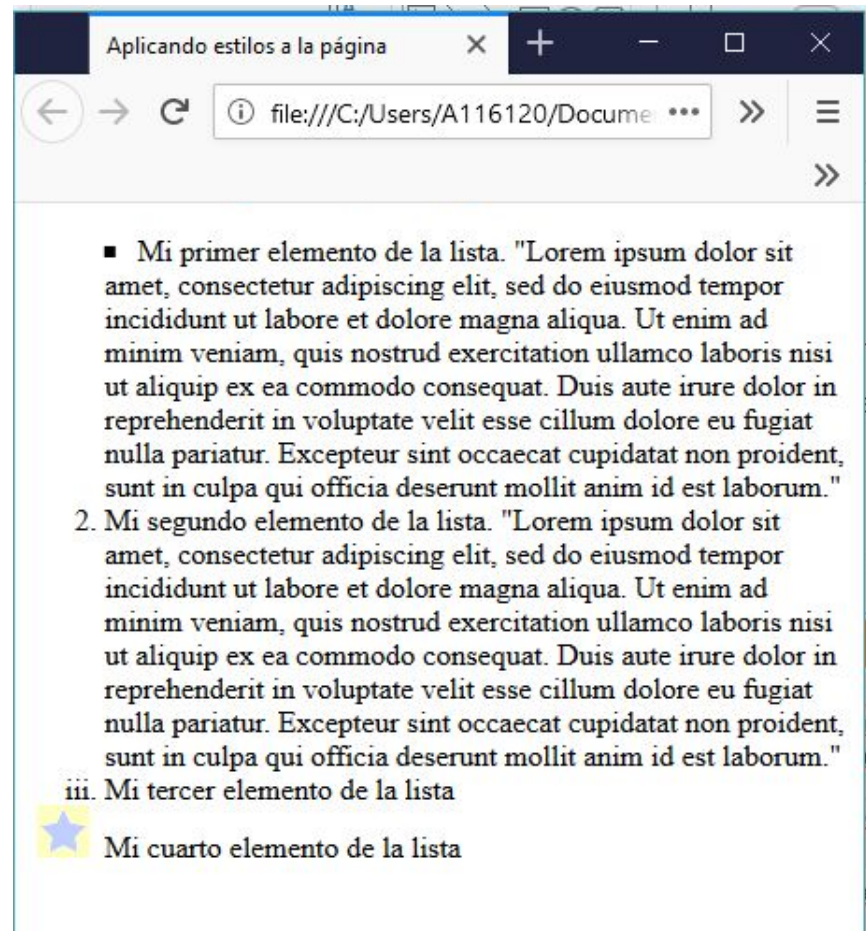 Aplicando estilos a la página
file:///C:/Users/A116120/Docume
Mi primer elemento de la lista. "Lorem ipsum dolor sit
amet, consectetur adipiscing elit, sed do eiusmod tempor
incididunt ut labore et dolore magna aliqua. Ut enim ad
minim veniam, quis nostrud exercitation ullamco laboris nisi
ut aliquip ex ea commodo consequat. Duis aute irure dolor in
reprehenderit in voluptate velit esse cillum dolore eu fugiat
nulla pariatur. Excepteur sint occaecat cupidatat non proident,
sunt in culpa qui officia deserunt mollit anim id est laborum."
2. Mi segundo elemento de la lista. "Lorem ipsum dolor sit
amet, consectetur adipiscing elit, sed do eiusmod tempor
incididunt ut labore et dolore magna aliqua. Ut enim ad
minim veniam, quis nostrud exercitation ullamco laboris nisi
ut aliquip ex ea commodo consequat. Duis aute irure dolor in
reprehenderit in voluptate velit esse cillum dolore eu fugiat
nulla pariatur. Excepteur sint occaecat cupidatat non proident,
sunt in culpa qui officia deserunt mollit anim id est laborum."
iii. Mi tercer elemento de la lista
Mi cuarto elemento de la lista